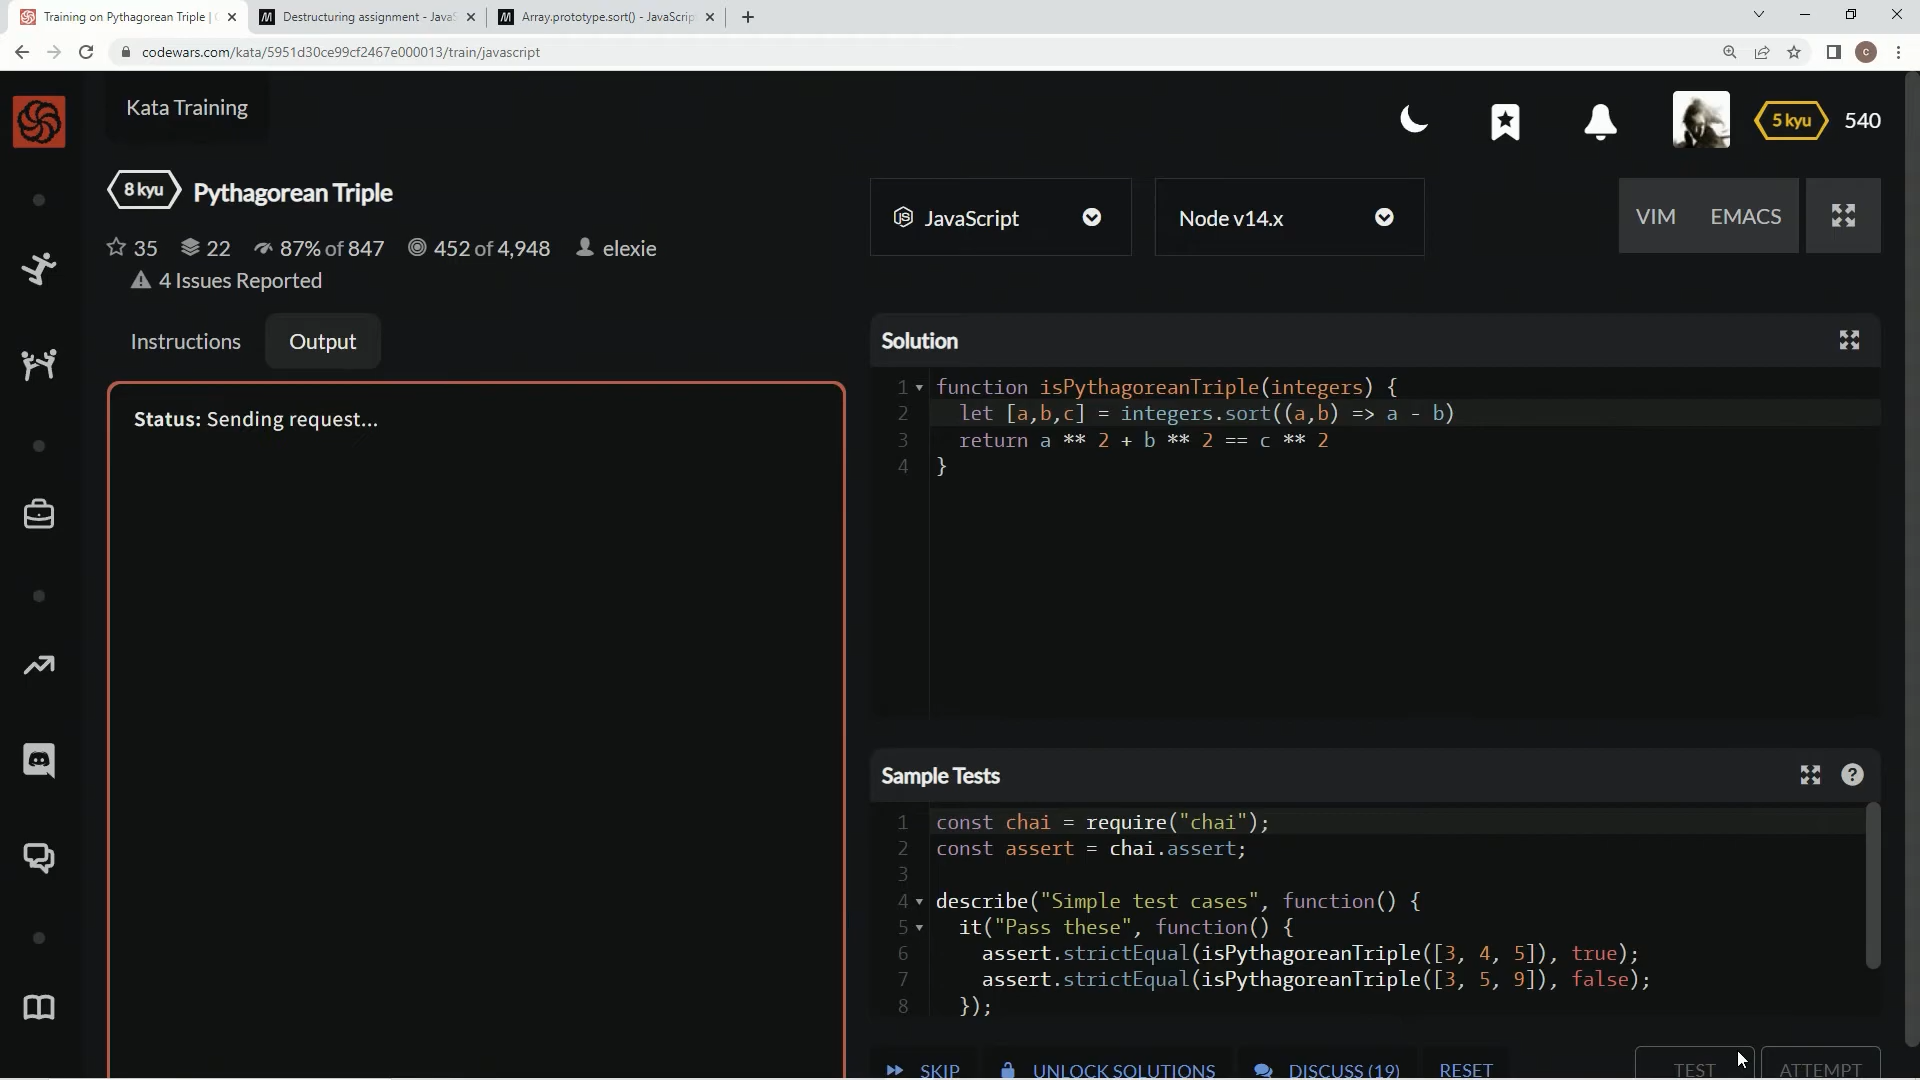 Training on Pythagorean Triple |
Destructuring assignment - JavaS
Array.prototype.sort() - JavaScrip
codewars.com/kata/5951d30ce99cf2467e000013/train/javascript
C
Kata Training
5 kyu
540
8 kyu
Pythagorean Triple
35
22
87% of 847
452 of 4,948
elexie
4 Issues Reported
JavaScript
Node v14.x
VIM
EMACS
Instructions
Output
Status: Sending request...
Solution
1 function isPythagoreanTriple(integers) {
2 let [a,b,c] = integers.sort((a,b) => a - b)
3 return a ** 2 + b ** 2 == c ** 2
4 }
Sample Tests
1 const chai = require("chai");
2 const assert = chai.assert;
3
4 describe("Simple test cases", function() {
5 it("Pass these", function() {
6 assert.strictEqual(isPythagoreanTriple([3, 4, 5]), true);
7 assert.strictEqual(isPythagoreanTriple([3, 5, 9]), false);
8 });
SKIP
UNLOCK SOLUTIONS
DISCUSS (19)
RESET
TEST
ATTEMPT